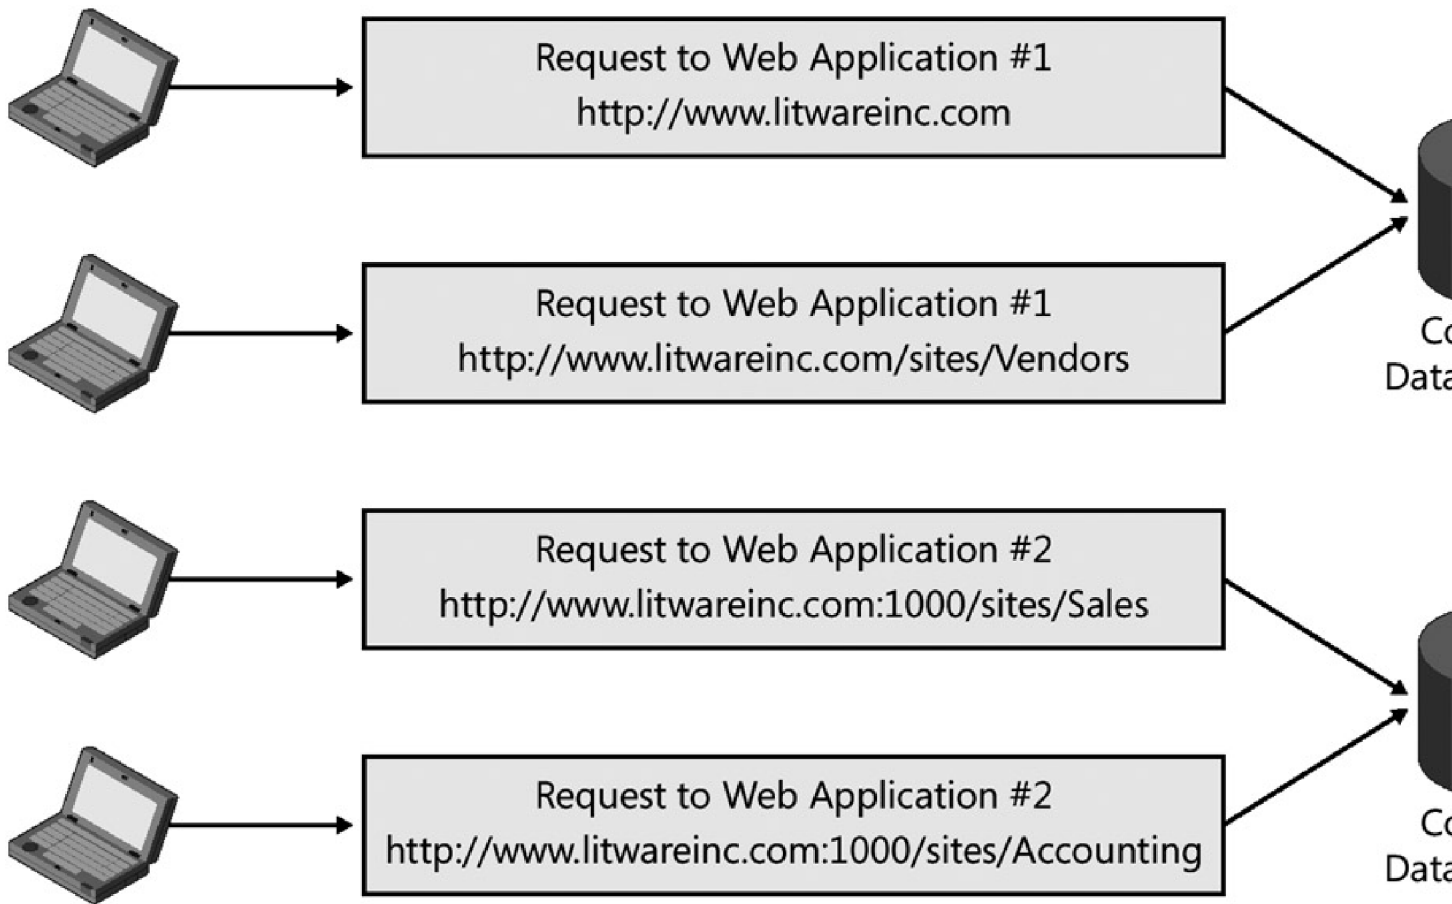 Request to Web Application #1
http://www.litwareinc.com
Request to Web Application #1
http://www.litwareinc.com/sites/Vendors
Request to Web Application #2
http://www.litwareinc.com:1000/sites/Sales
Request to Web Application #2
http://www.litwareinc.com:1000/sites/Accounting